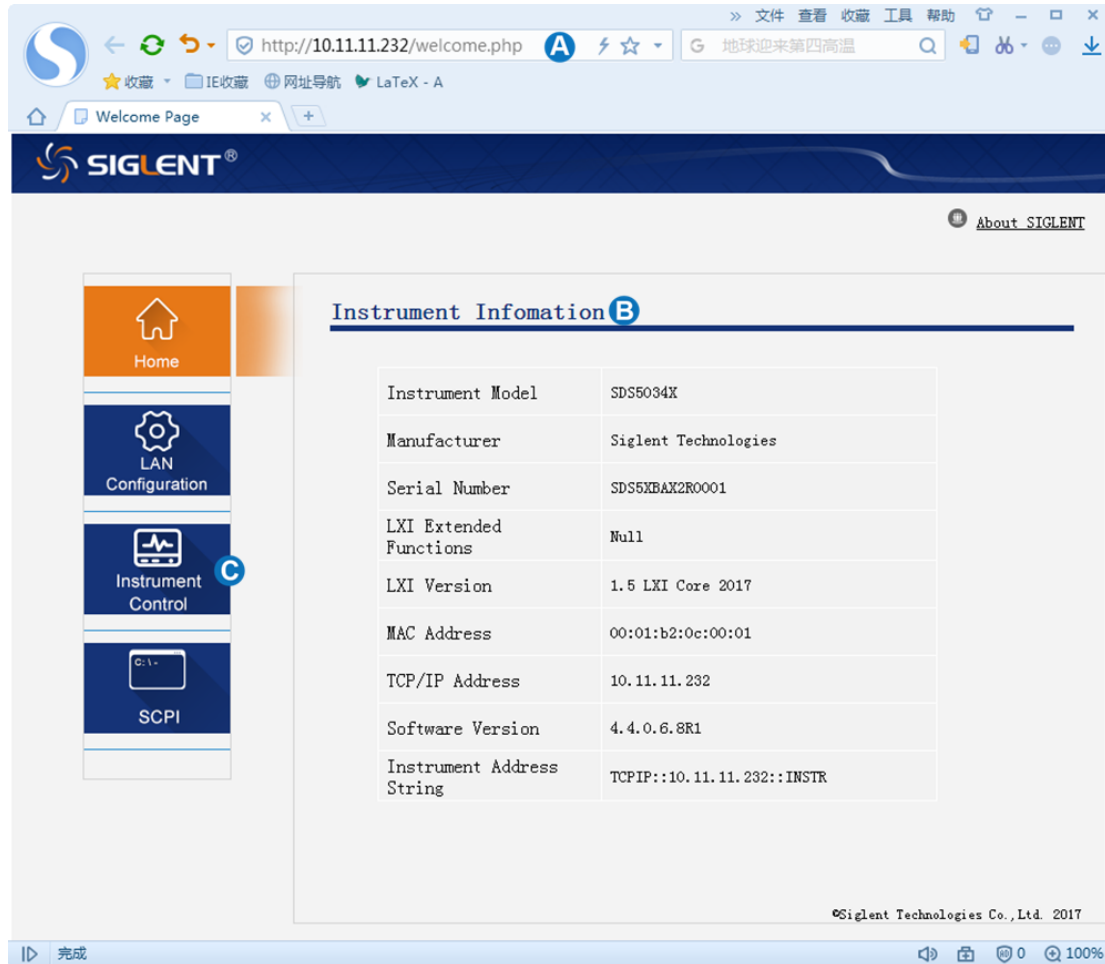 » 文件 查看 收藏 工具 帮助
http://10.11.11.232/welcome.php A G 地球迎来第四高温
收藏 IE收藏 网址导航 LaTeX - A
Welcome Page × +
SIGLENT®
About SIGLENT
Home
LAN
Configuration
Instrument
Control
C
C:\-
SCPI
Instrument Infomation B
Instrument Model SDS5034X
Manufacturer Siglent Technologies
Serial Number SDS5XBAX2R0001
LXI Extended
Functions
Null
LXI Version 1.5 LXI Core 2017
MAC Address 00:01:b2:0c:00:01
TCP/IP Address 10.11.11.232
Software Version 4.4.0.6.8R1
Instrument Address
String
TCPIP::10.11.11.232::INSTR
©Siglent Technologies Co.,Ltd. 2017
完成 0 100%